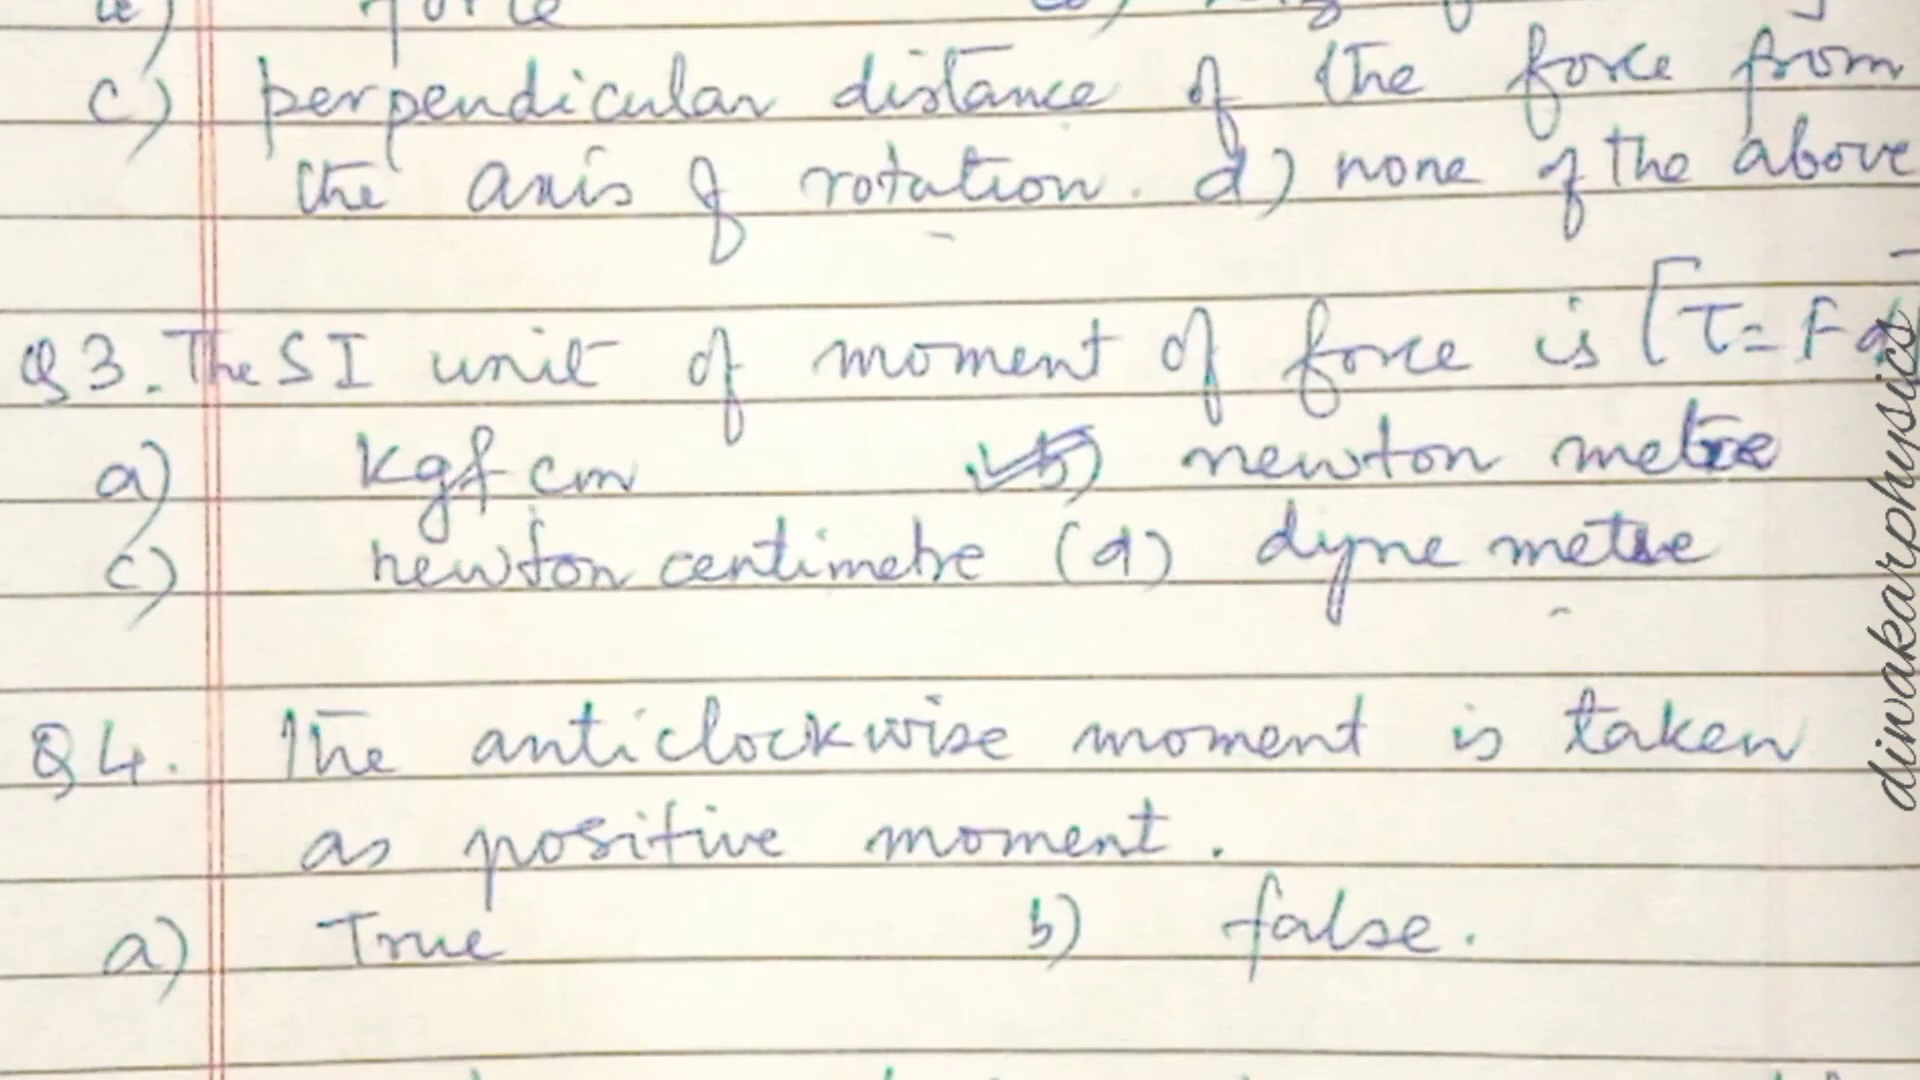 c) perpendicular distance of the force from
the axis of rotation. d) none of the above
Q3. The SI unit of moment of force is [τ = Fd
a) kgf cm b) newton metre
c) newton centimetre (d) dyne metre
Q4. The anticlockwise moment is taken
as positive moment.
a) True b) false.
diwakarphysics